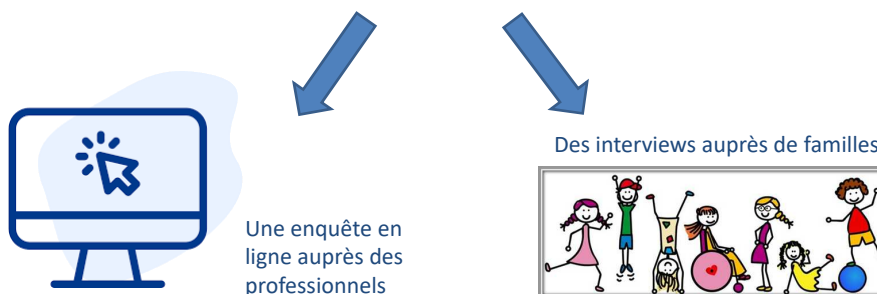 Des interviews auprès de familles
Une enquête en
ligne auprès des
professionnels